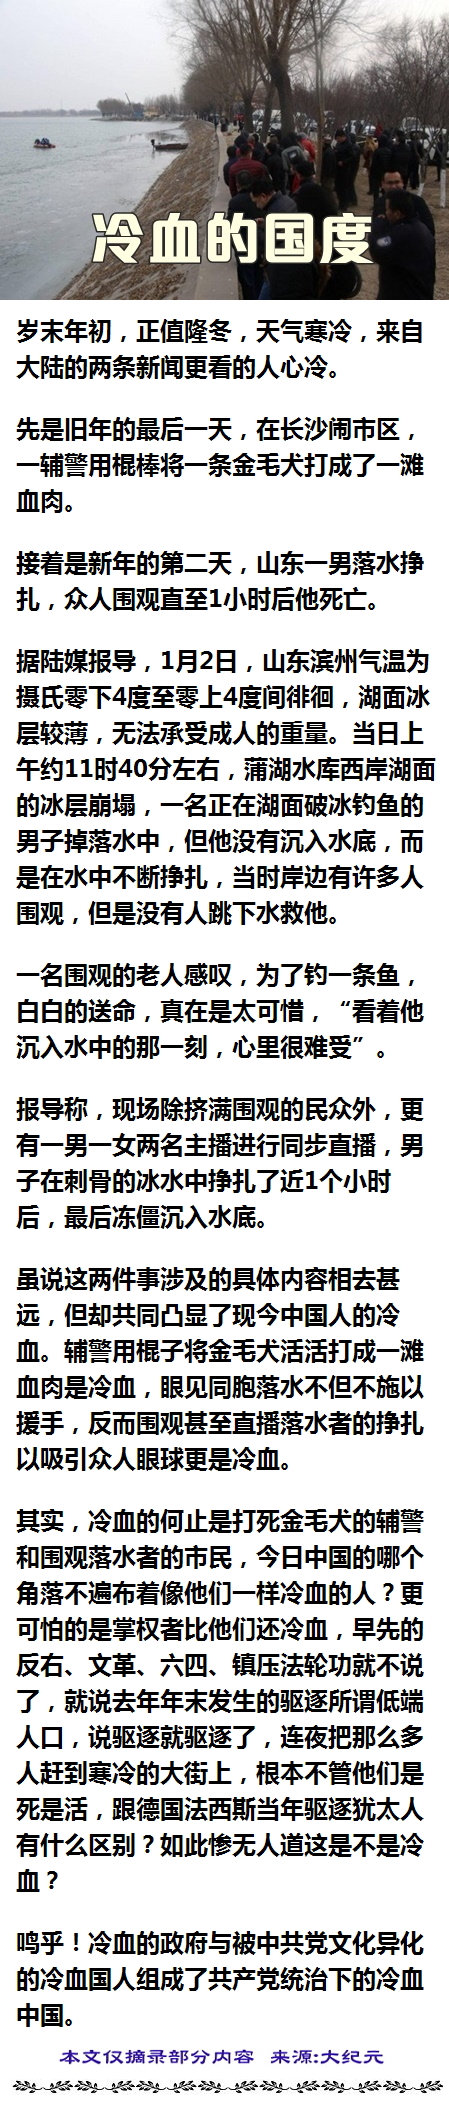 冷血的国度
岁末年初，正值隆冬，天气寒冷，来自
大陆的两条新闻更看的人心冷。
先是旧年的最后一天，在长沙闹市区，
一辅警用棍棒将一条金毛犬打成了一滩
血肉。
接着是新年的第二天，山东一男落水挣
扎，众人围观直至1小时后他死亡。
据陆媒报导，1月2日，山东滨州气温为
摄氏零下4度至零上4度间徘徊，湖面冰
层较薄，无法承受成人的重量。当日上
午约11时40分左右，蒲湖水库西岸湖面
的冰层崩塌，一名正在湖面破冰钓鱼的
男子掉落水中，但他没有沉入水底，而
是在水中不断挣扎，当时岸边有许多人
围观，但是没有人跳下水救他。
一名围观的老人感叹，为了钓一条鱼，
白白的送命，真在是太可惜，“看着他
沉入水中的那一刻，心里很难受”。
报导称，现场除挤满围观的民众外，更
有一男一女两名主播进行同步直播，男
子在刺骨的冰水中挣扎了近1个小时
后，最后冻僵沉入水底。
虽说这两件事涉及的具体内容相去甚
远，但却共同凸显了现今中国人的冷
血。辅警用棍子将金毛犬活活打成一滩
血肉是冷血，眼见同胞落水不但不施以
援手，反而围观甚至直播落水者的挣扎
以吸引众人眼球更是冷血。
其实，冷血的何止是打死金毛犬的辅警
和围观落水者的市民，今日中国的哪个
角落不遍布着像他们一样冷血的人？更
可怕的是掌权者比他们还冷血，早先的
反右、文革、六四、镇压法轮功就不说
了，就说去年年末发生的驱逐所谓低端
人口，说驱逐就驱逐了，连夜把那么多
人赶到寒冷的大街上，根本不管他们是
死是活，跟德国法西斯当年驱逐犹太人
有什么区别？如此惨无人道这是不是冷
血？
呜乎！冷血的政府与被中共党文化异化
的冷血国人组成了共产党统治下的冷血
中国。
本文仅摘录部分内容 来源:大纪元